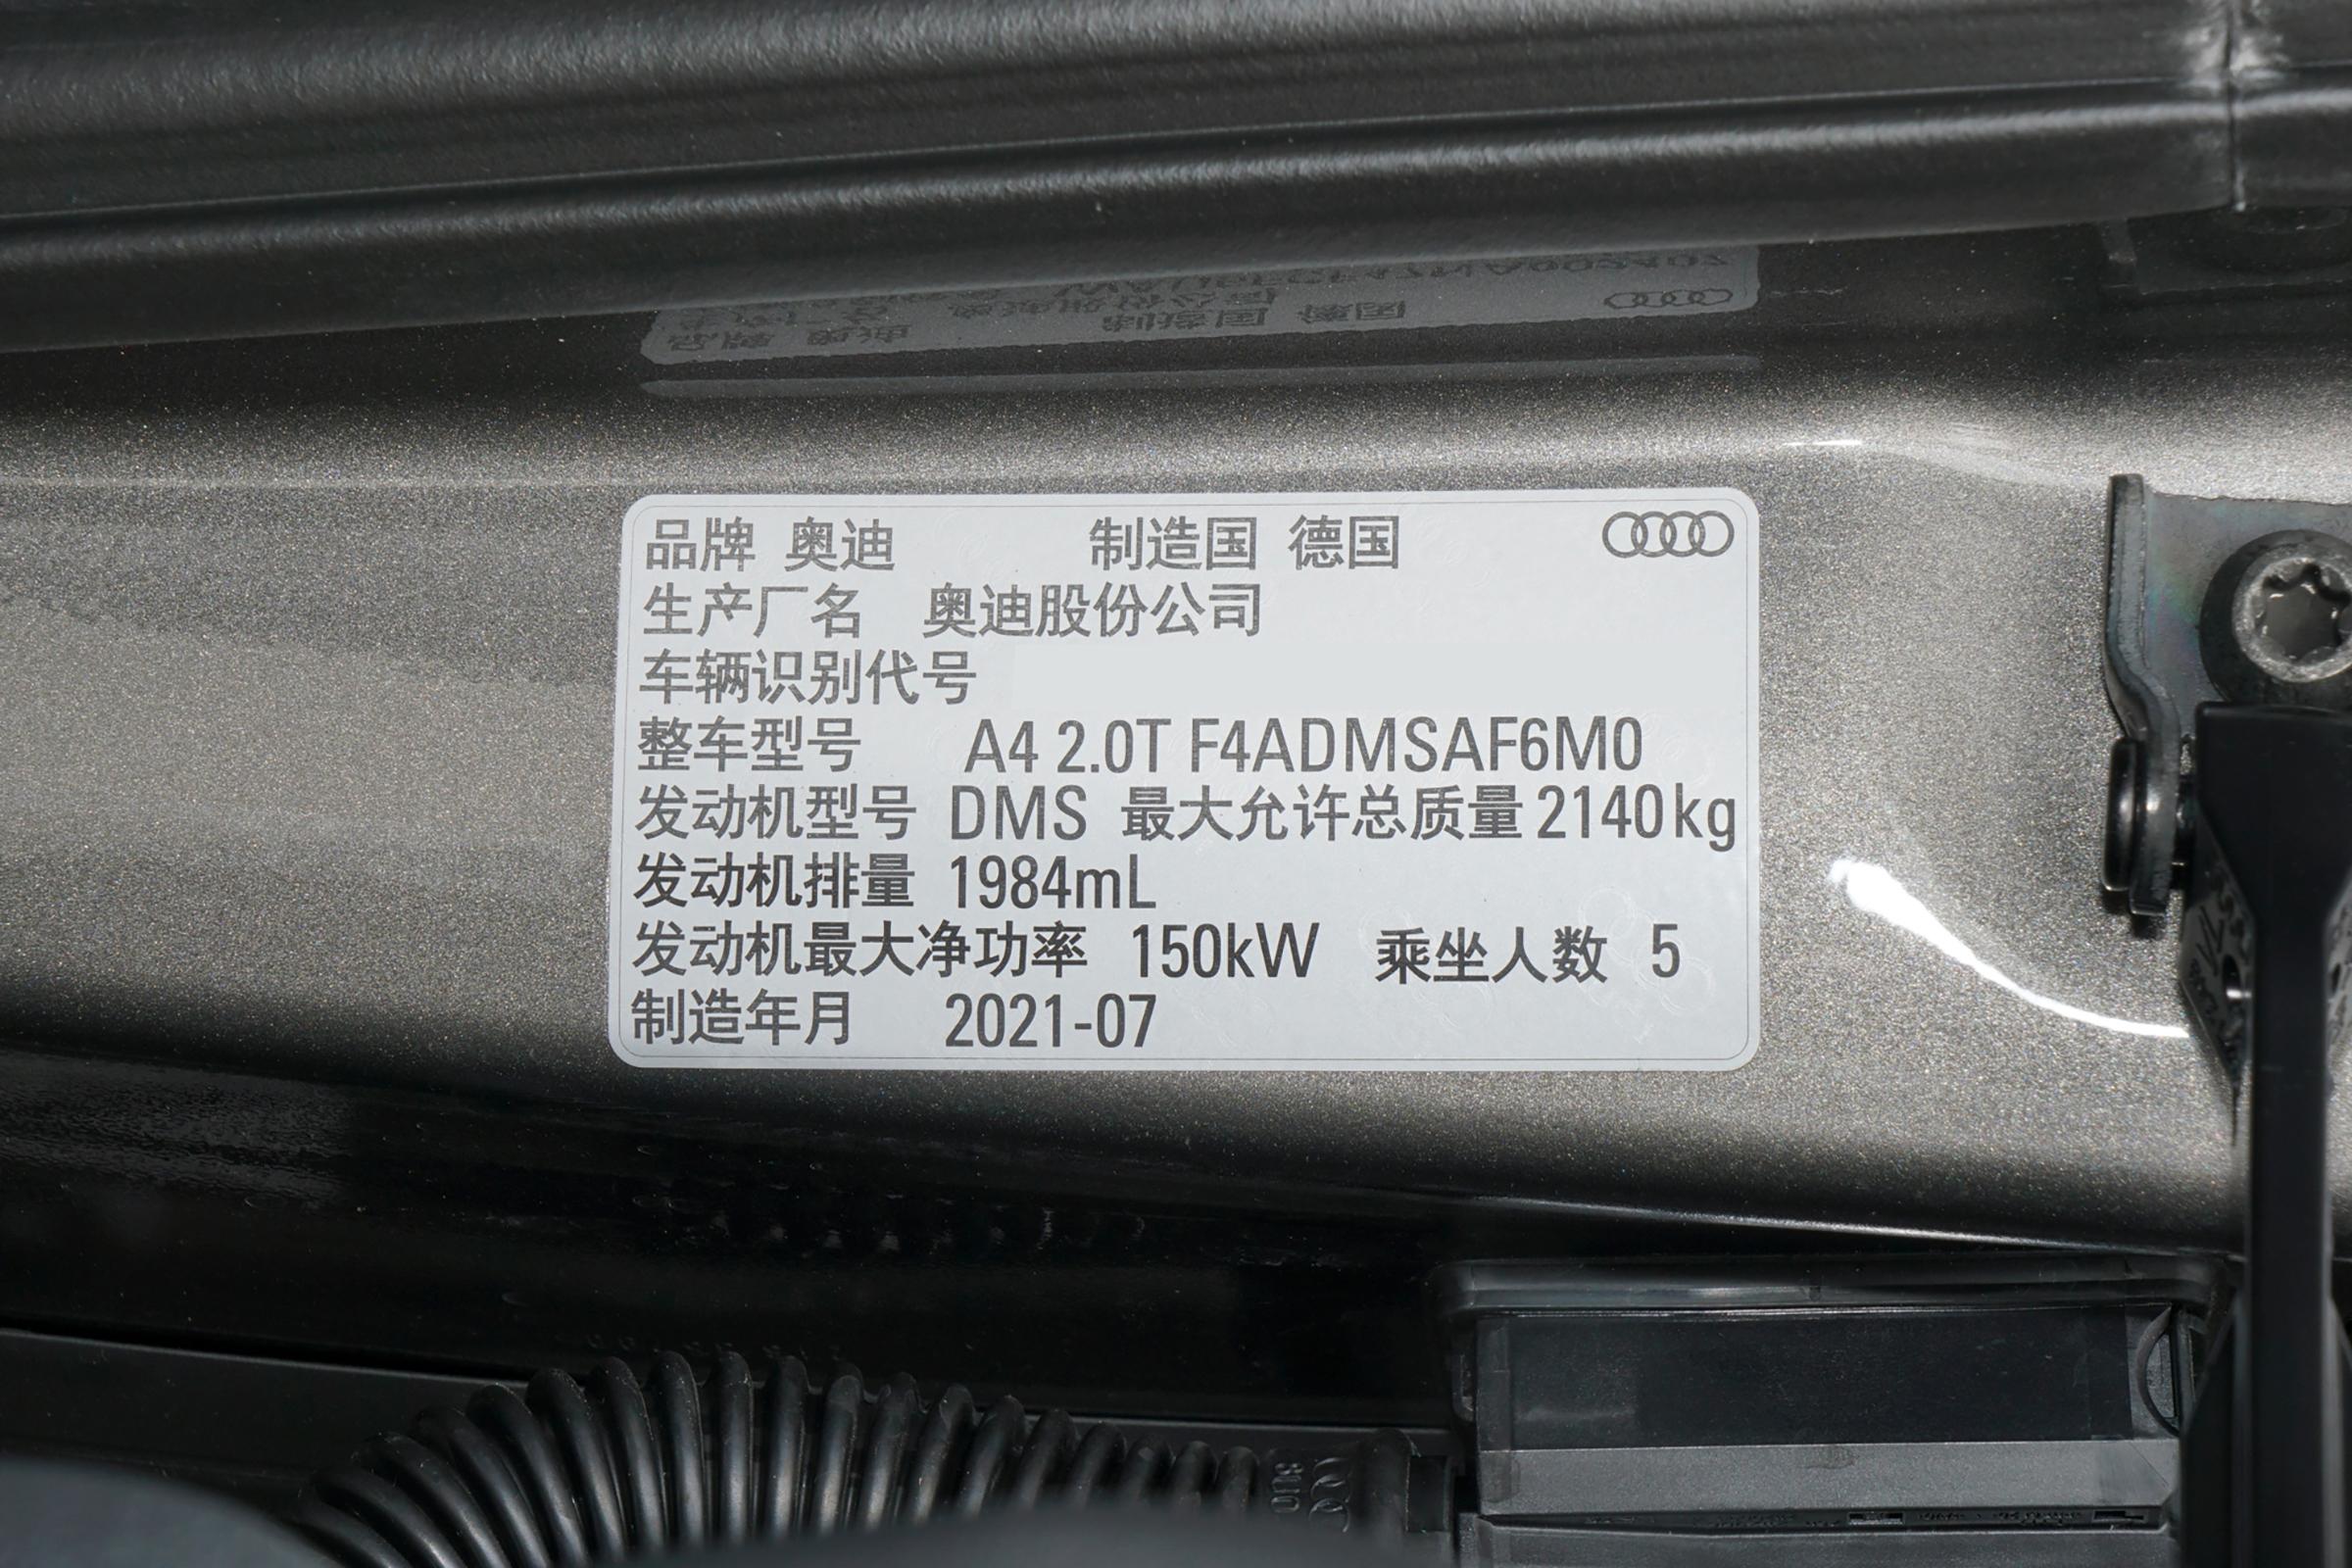 品牌 奥迪 制造国 德国
生产厂名 奥迪股份公司
车辆识别代号
整车型号 A4 2.0T F4ADMSAF6M0
发动机型号 DMS 最大允许总质量 2140kg
发动机排量 1984mL
发动机最大净功率 150kW 乘坐人数 5
制造年月 2021-07